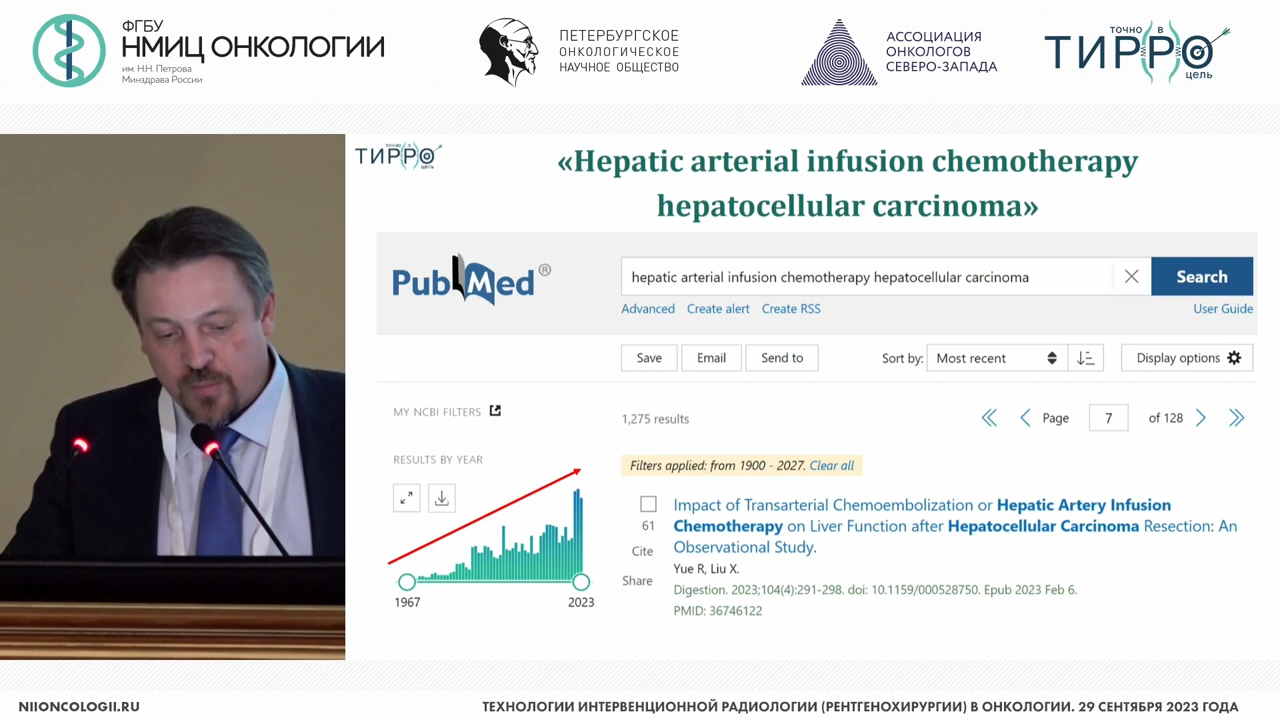 ФГБУ
НМИЦ ОНКОЛОГИИ
им. Н.Н. Петрова
Минздрава России
ПЕТЕРБУРГСКОЕ
ОНКОЛОГИЧЕСКОЕ
НАУЧНОЕ ОБЩЕСТВО
АССОЦИАЦИЯ
ОНКОЛОГОВ
СЕВЕРО-ЗАПАДА
ТОЧНО В
ТИРРО
цель
ТОЧНО В
ТИРРО
цель
«Hepatic arterial infusion chemotherapy
hepatocellular carcinoma»
PubMed®
hepatic arterial infusion chemotherapy hepatocellular carcinoma
Search
Advanced Create alert Create RSS
User Guide
Save Email Send to
Sort by: Most recent
Display options
MY NCBI FILTERS
1,275 results
Page 7 of 128
RESULTS BY YEAR
1967 2023
Filters applied: from 1900 - 2027. Clear all
61
Cite
Share
Impact of Transarterial Chemoembolization or Hepatic Artery Infusion
Chemotherapy on Liver Function after Hepatocellular Carcinoma Resection: An
Observational Study.
Yue R, Liu X.
Digestion. 2023;104(4):291-298. doi: 10.1159/000528750. Epub 2023 Feb 6.
PMID: 36746122
NIIONCOLOGII.RU
ТЕХНОЛОГИИ ИНТЕРВЕНЦИОННОЙ РАДИОЛОГИИ (РЕНТГЕНОХИРУРГИИ) В ОНКОЛОГИИ. 29 СЕНТЯБРЯ 2023 ГОДА